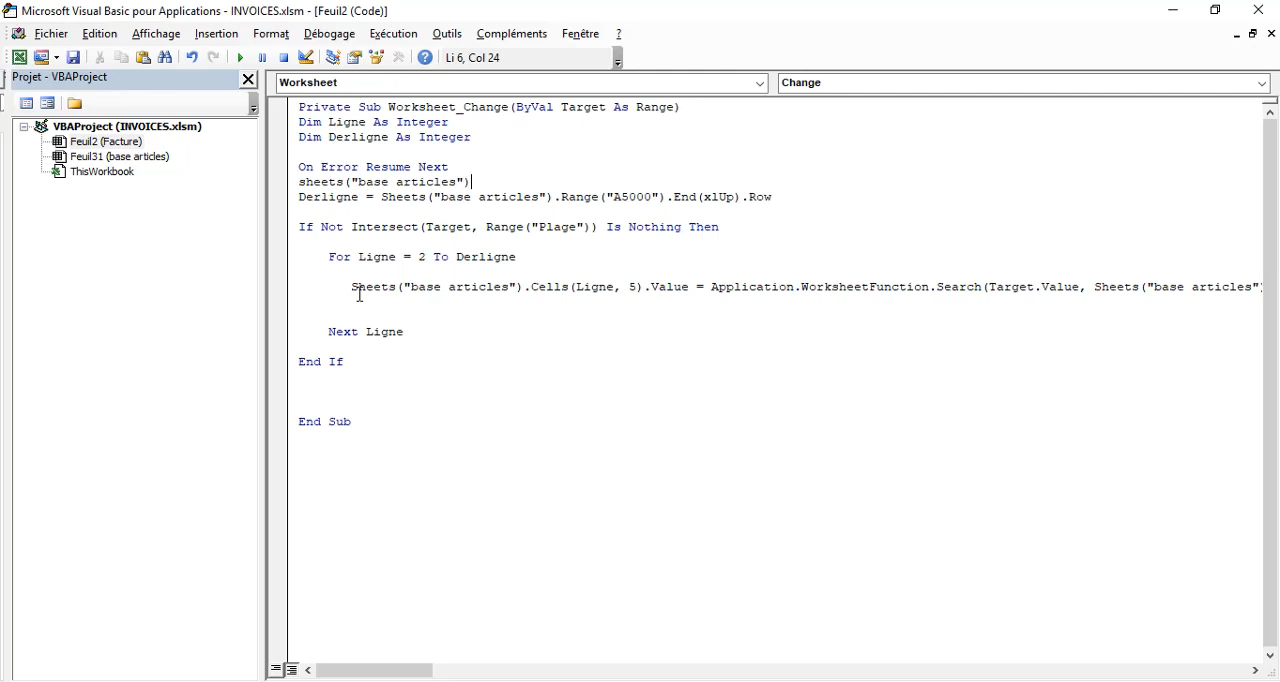 Microsoft Visual Basic pour Applications - INVOICES.xlsm - [Feuil2 (Code)]
Fichier Edition Affichage Insertion Format Débogage Exécution Outils Compléments Fenêtre ?
Li 6, Col 24
Projet - VBAProject
Worksheet
Change
VBAProject (INVOICES.xlsm)
Feuil2 (Facture)
Feuil31 (base articles)
ThisWorkbook
Private Sub Worksheet_Change(ByVal Target As Range)
Dim Ligne As Integer
Dim Derligne As Integer
On Error Resume Next
sheets("base articles")
Derligne = Sheets("base articles").Range("A5000").End(xlUp).Row
If Not Intersect(Target, Range("Plage")) Is Nothing Then
For Ligne = 2 To Derligne
Sheets("base articles").Cells(Ligne, 5).Value = Application.WorksheetFunction.Search(Target.Value, Sheets("base articles")
Next Ligne
End If
End Sub